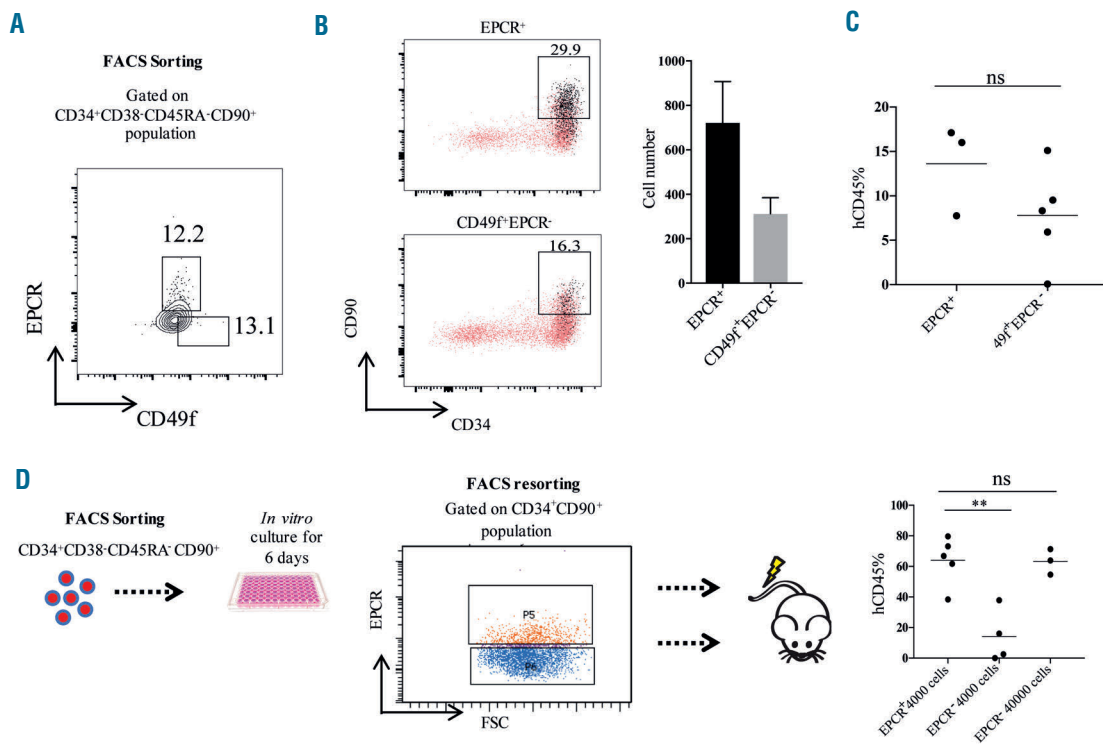 A
FACS Sorting
Gated on
CD34⁺CD38⁻CD45RA⁻CD90⁺
population
12.2
13.1
EPCR
CD49f
B
EPCR⁺
29.9
CD49f⁺EPCR⁻
16.3
CD90
CD34
1000
800
600
400
200
0
Cell number
EPCR⁺
CD49f⁺EPCR⁻
C
ns
20
15
10
5
0
hCD45%
EPCR⁺
49f⁺EPCR⁻
D
FACS Sorting
CD34⁺CD38⁻CD45RA⁻ CD90⁺
In vitro
culture for
6 days
FACS resorting
Gated on CD34⁺CD90⁺
population
P5
P6
EPCR
FSC
ns
**
100
80
60
40
20
0
hCD45%
EPCR⁺4000 cells
EPCR⁻ 4000 cells
EPCR⁻ 40000 cells